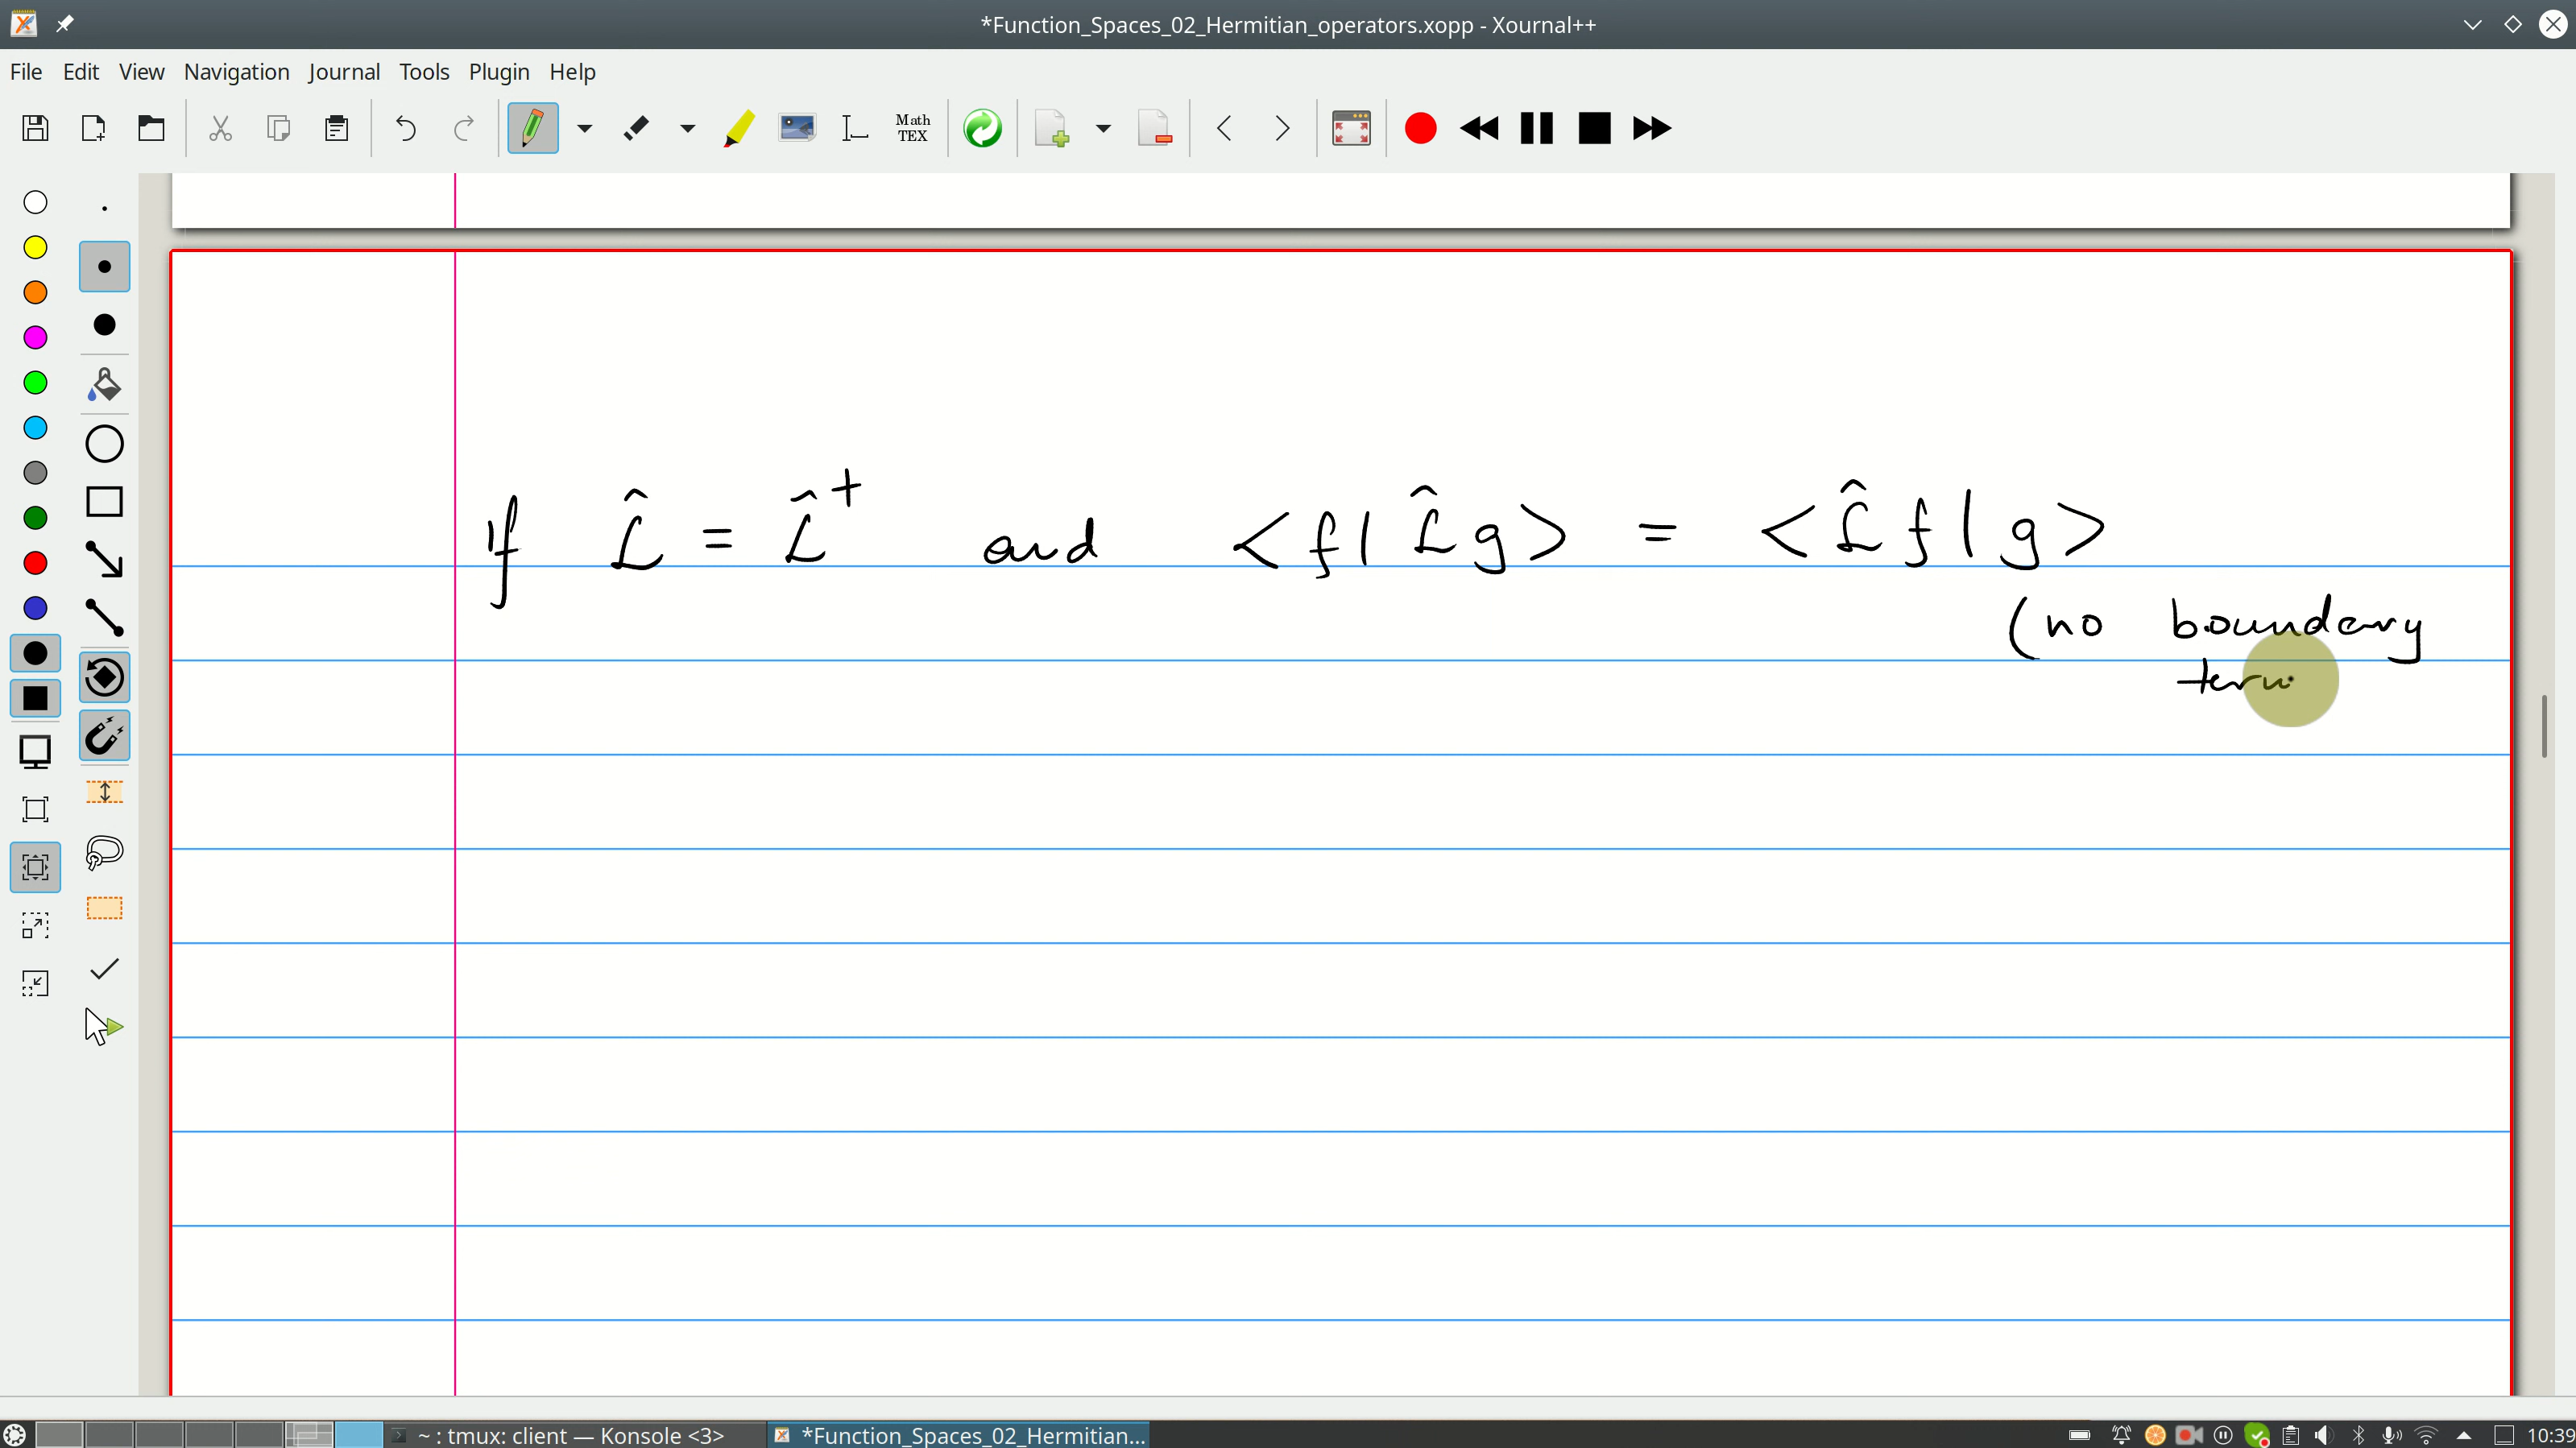 *Function_Spaces_02_Hermitian_operators.xopp - Xournal++
File Edit View Navigation Journal Tools Plugin Help
Math
TEX
If L̂ = L̂⁺ and <f| L̂ g> = <L̂ f | g>
(no boundary
term
~ : tmux: client — Konsole <3>
*Function_Spaces_02_Hermitian...
10:39